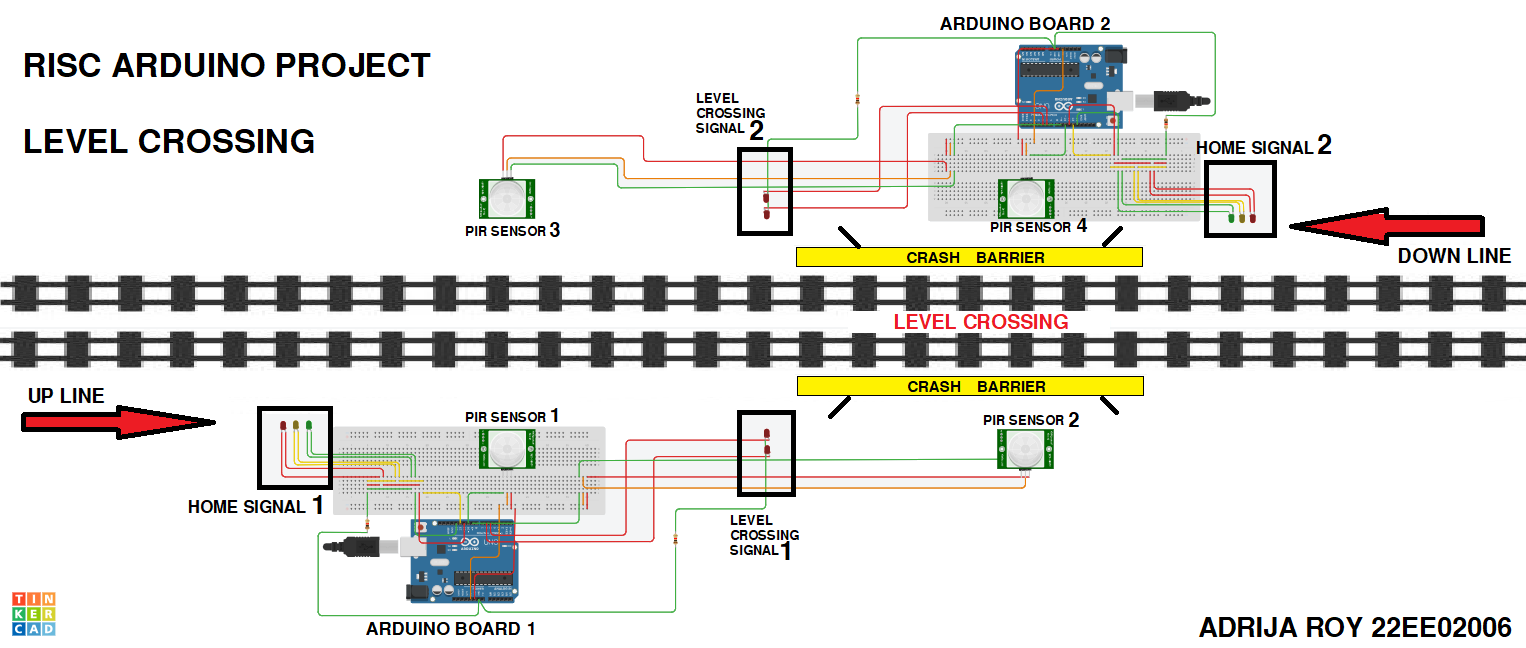 RISC ARDUINO PROJECT
LEVEL CROSSING
ARDUINO BOARD 2
LEVEL
CROSSING
SIGNAL 2
HOME SIGNAL 2
PIR SENSOR 3
PIR SENSOR 4
DOWN LINE
CRASH BARRIER
LEVEL CROSSING
CRASH BARRIER
UP LINE
PIR SENSOR 1
PIR SENSOR 2
HOME SIGNAL 1
LEVEL
CROSSING
SIGNAL 1
ARDUINO BOARD 1
TIN
KER
CAD
ADRIJA ROY 22EE02006